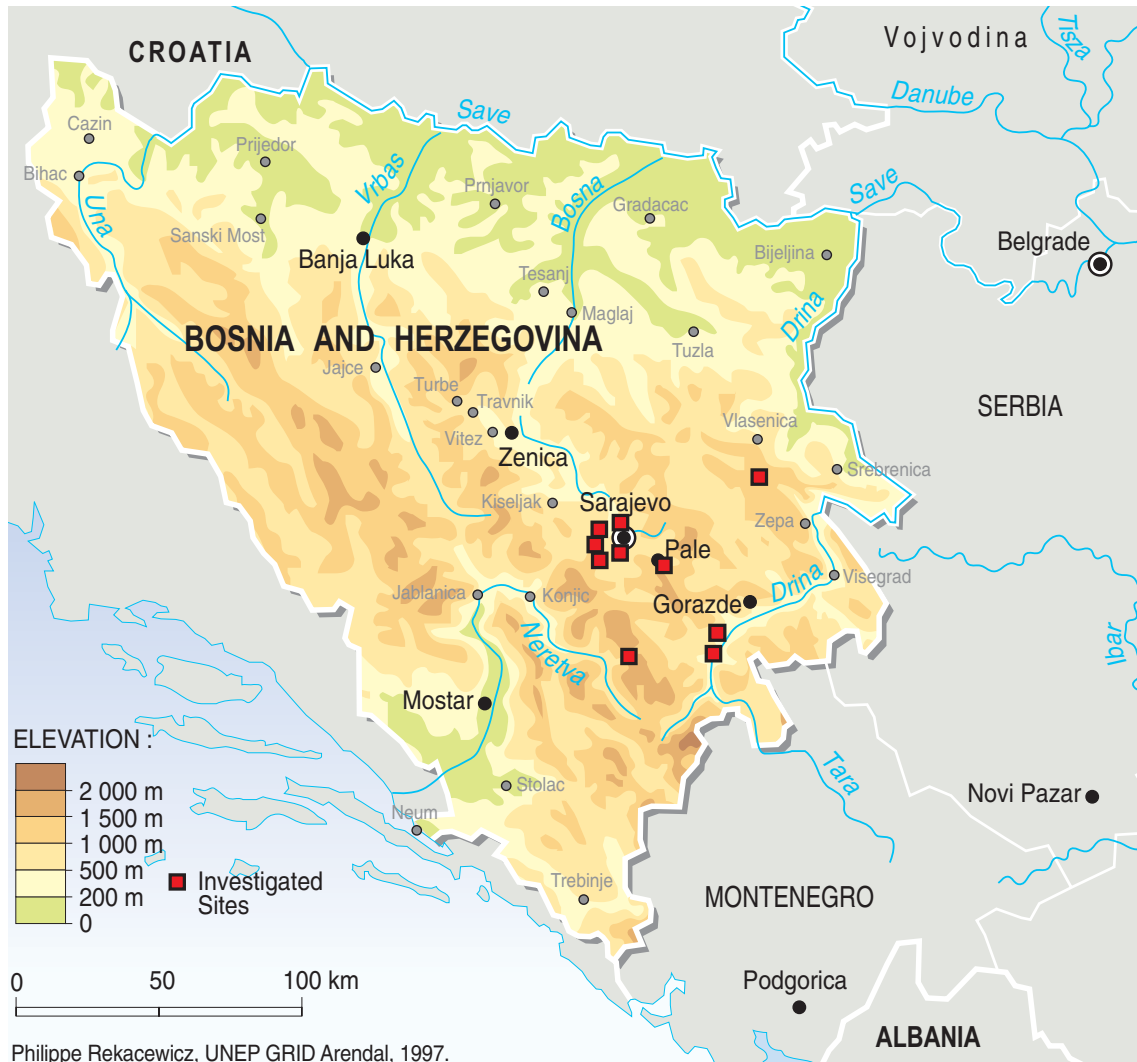 CROATIA
Vojvodina
Tisza
Danube
Save
Cazin
Prijedor
Bihac
Vrbas
Prnjavor
Bosna
Gradacac
Una
Sanski Most
Save
Banja Luka
Bijeljina
Belgrade
Tesanj
Maglaj
Drina
BOSNIA AND HERZEGOVINA
Tuzla
Jajce
Turbe
Travnik
SERBIA
Vitez
Zenica
Vlasenica
Srebrenica
Kiseljak
Sarajevo
Zepa
Pale
Visegrad
Drina
Jablanica
Konjic
Gorazde
Neretva
Ibar
Mostar
ELEVATION :
2 000 m
1 500 m
1 000 m
500 m
200 m
0
Investigated
Sites
Stolac
Neum
Tara
Novi Pazar
Trebinje
MONTENEGRO
0 50 100 km
Podgorica
ALBANIA
Philippe Rekacewicz, UNEP GRID Arendal, 1997.